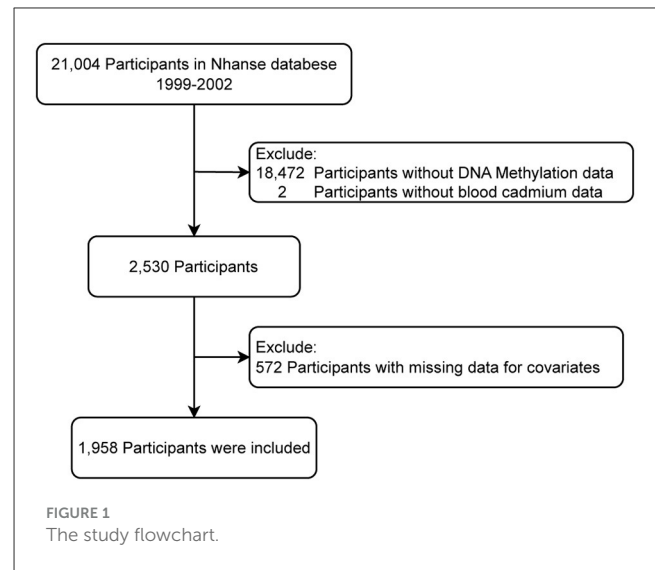 21,004 Participants in Nhanse databese
1999-2002
Exclude:
18,472 Participants without DNA Methylation data
2 Participants without blood cadmium data
2,530 Participants
Exclude:
572 Participants with missing data for covariates
1,958 Participants were included
FIGURE 1
The study flowchart.